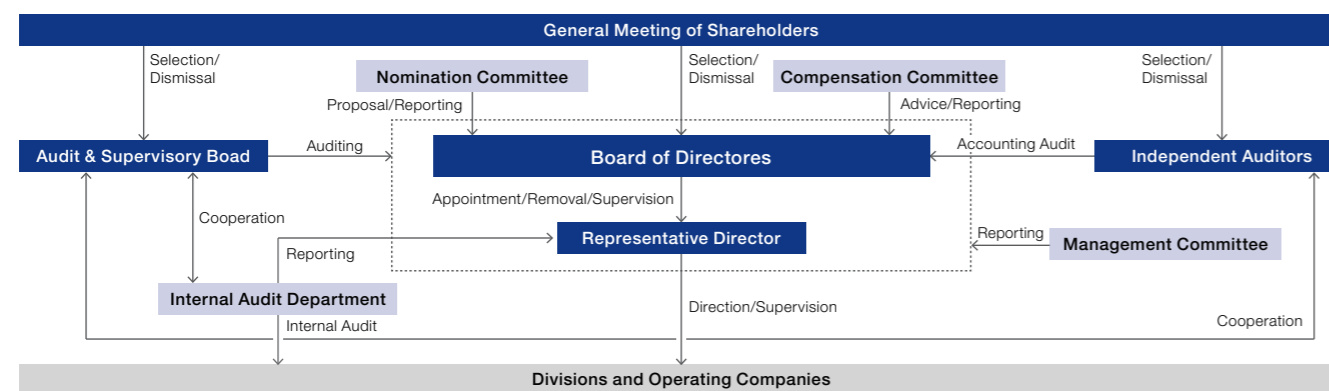 General Meeting of Shareholders
Selection/
Dismissal
Nomination Committee
Selection/
Dismissal
Compensation Committee
Selection/
Dismissal
Proposal/Reporting
Advice/Reporting
Audit & Supervisory Boad
Auditing
Board of Directores
Accounting Audit
Independent Auditors
Appointment/Removal/Supervision
Cooperation
Representative Director
Reporting
Management Committee
Reporting
Internal Audit Department
Direction/Supervision
Internal Audit
Cooperation
Divisions and Operating Companies